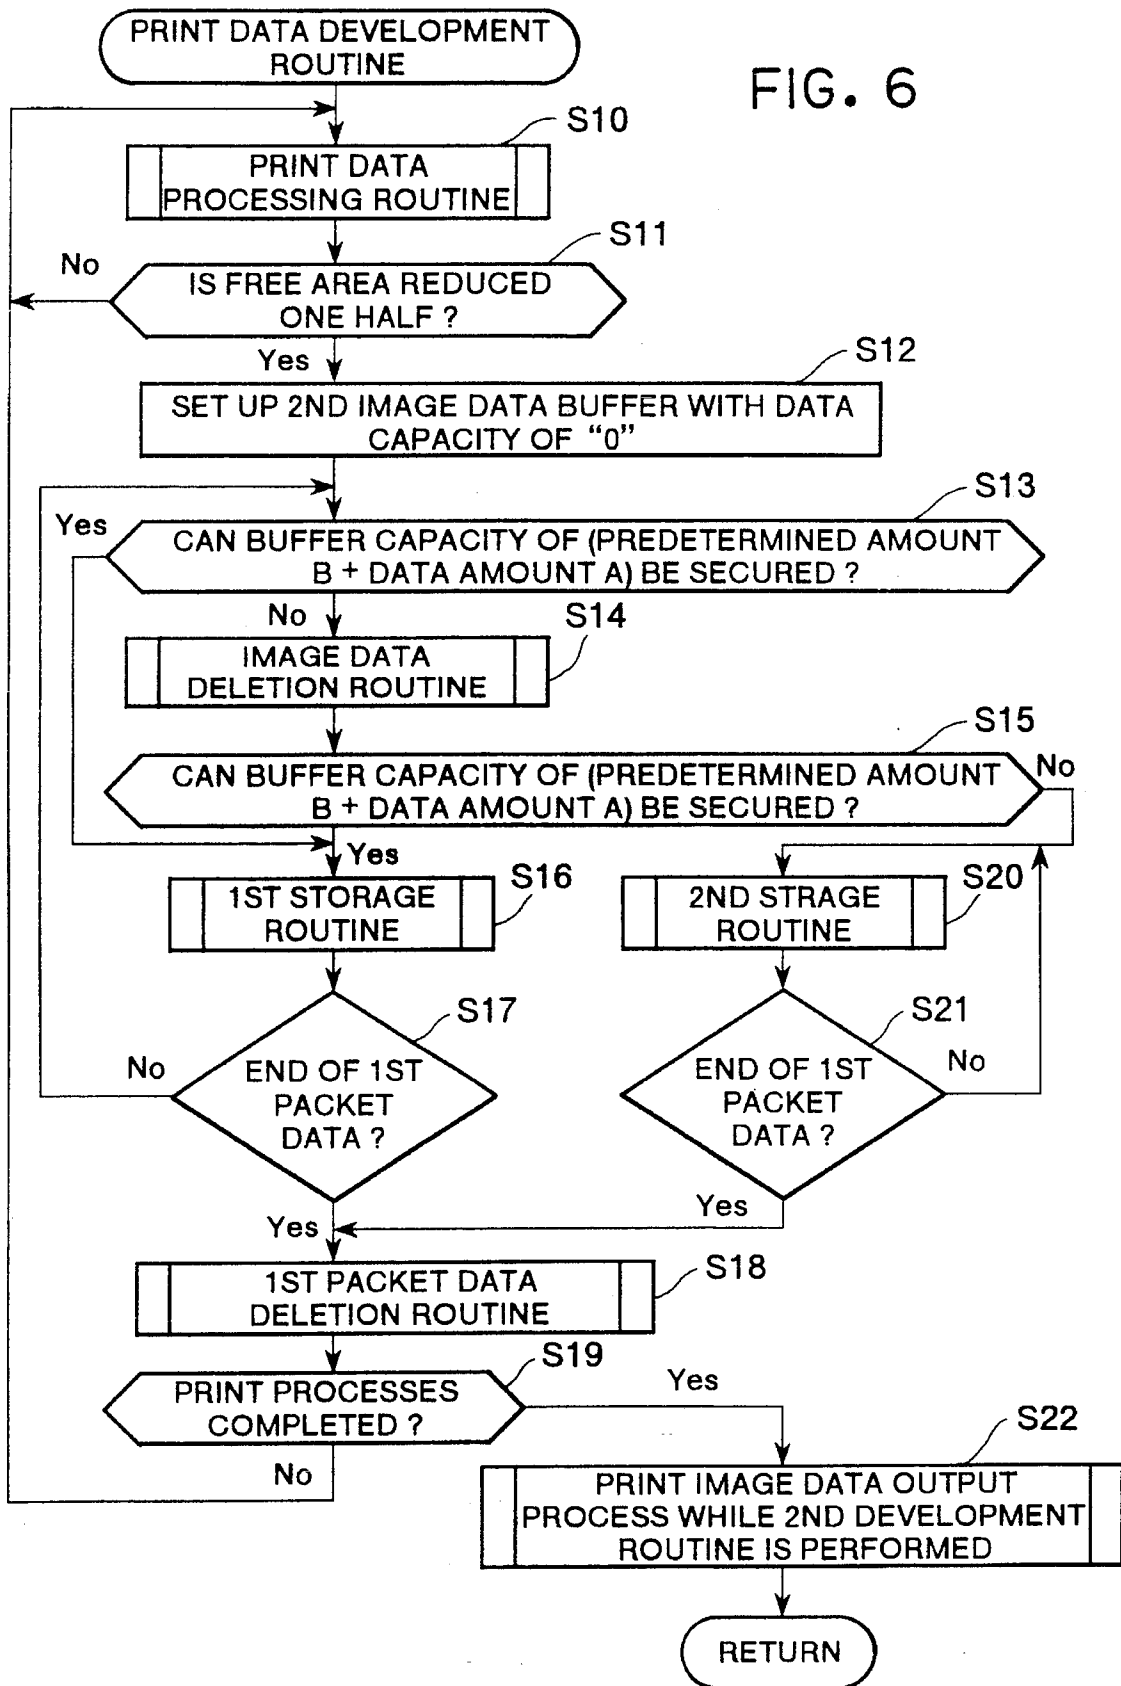 PRINT DATA DEVELOPMENT
ROUTINE
FIG. 6
S10
PRINT DATA
PROCESSING ROUTINE
S11
No
IS FREE AREA REDUCED
ONE HALF ?
Yes
S12
SET UP 2ND IMAGE DATA BUFFER WITH DATA
CAPACITY OF “0”
S13
Yes
CAN BUFFER CAPACITY OF (PREDETERMINED AMOUNT
B + DATA AMOUNT A) BE SECURED ?
No
S14
IMAGE DATA
DELETION ROUTINE
S15
CAN BUFFER CAPACITY OF (PREDETERMINED AMOUNT
B + DATA AMOUNT A) BE SECURED ?
No
Yes
S16
1ST STORAGE
ROUTINE
S20
2ND STRAGE
ROUTINE
S17
No
END OF 1ST
PACKET
DATA ?
S21
No
END OF 1ST
PACKET
DATA ?
Yes
Yes
S18
1ST PACKET DATA
DELETION ROUTINE
S19
PRINT PROCESSES
COMPLETED ?
Yes
No
S22
PRINT IMAGE DATA OUTPUT
PROCESS WHILE 2ND DEVELOPMENT
ROUTINE IS PERFORMED
RETURN